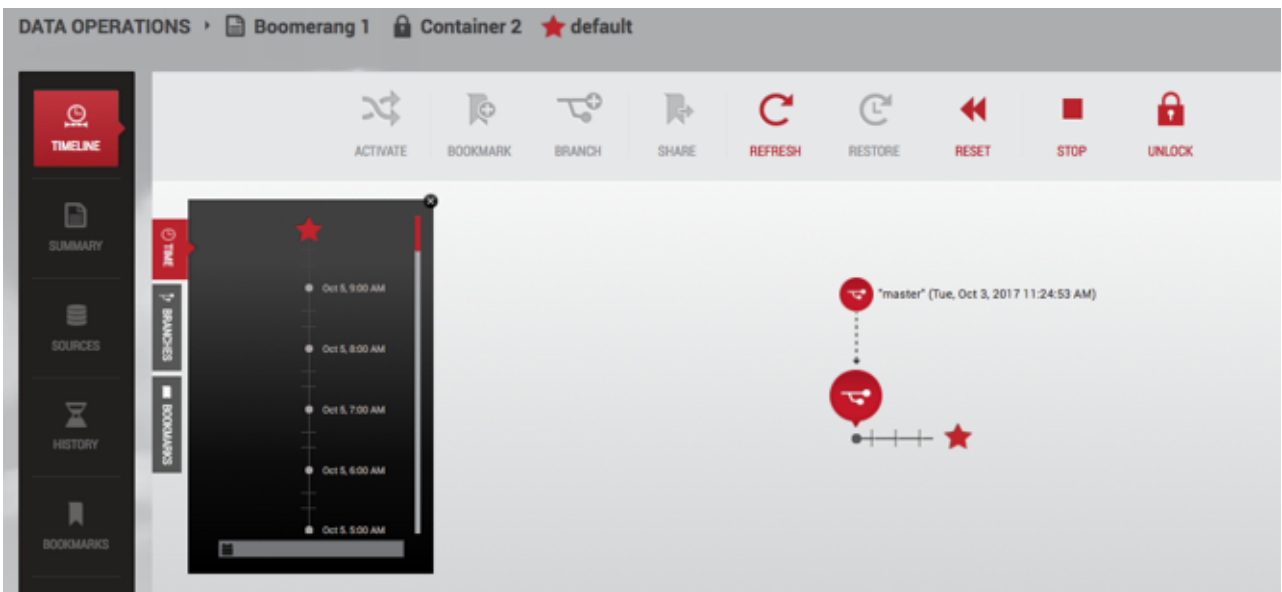 DATA OPERATIONS Boomerang 1 Container 2 default
TIMELINE
SUMMARY
SOURCES
HISTORY
BOOKMARKS
ACTIVATE BOOKMARK BRANCH SHARE REFRESH RESTORE RESET STOP UNLOCK
TIME
BRANCHES
BOOKMARKS
Oct 5, 9:00 AM
Oct 5, 8:00 AM
Oct 5, 7:00 AM
Oct 5, 6:00 AM
Oct 5, 5:00 AM
"master" (Tue, Oct 3, 2017 11:24:53 AM)